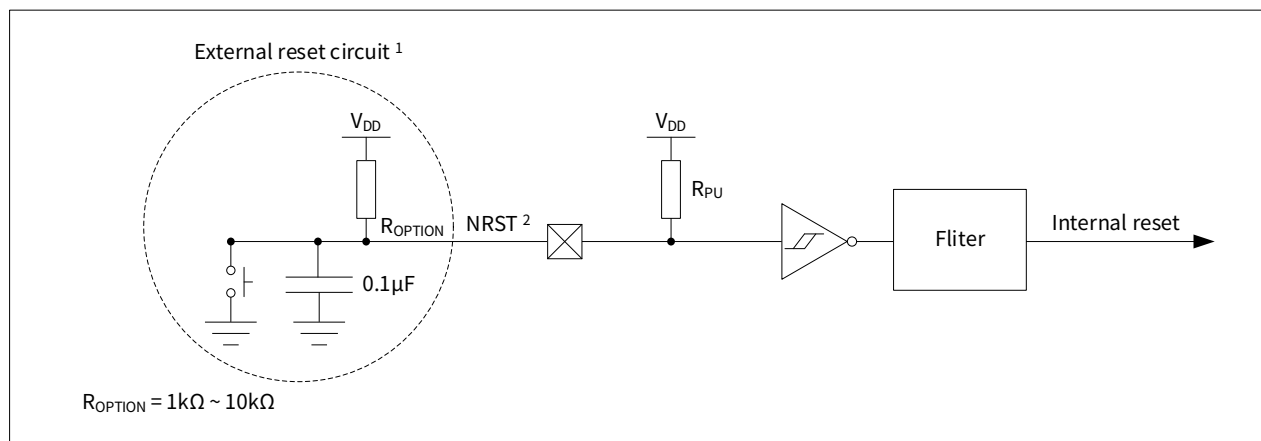 External reset circuit 1
VDD
VDD
RPU
ROPTION
NRST 2
Internal reset
Fliter
0.1μF
ROPTION = 1kΩ ~ 10kΩ